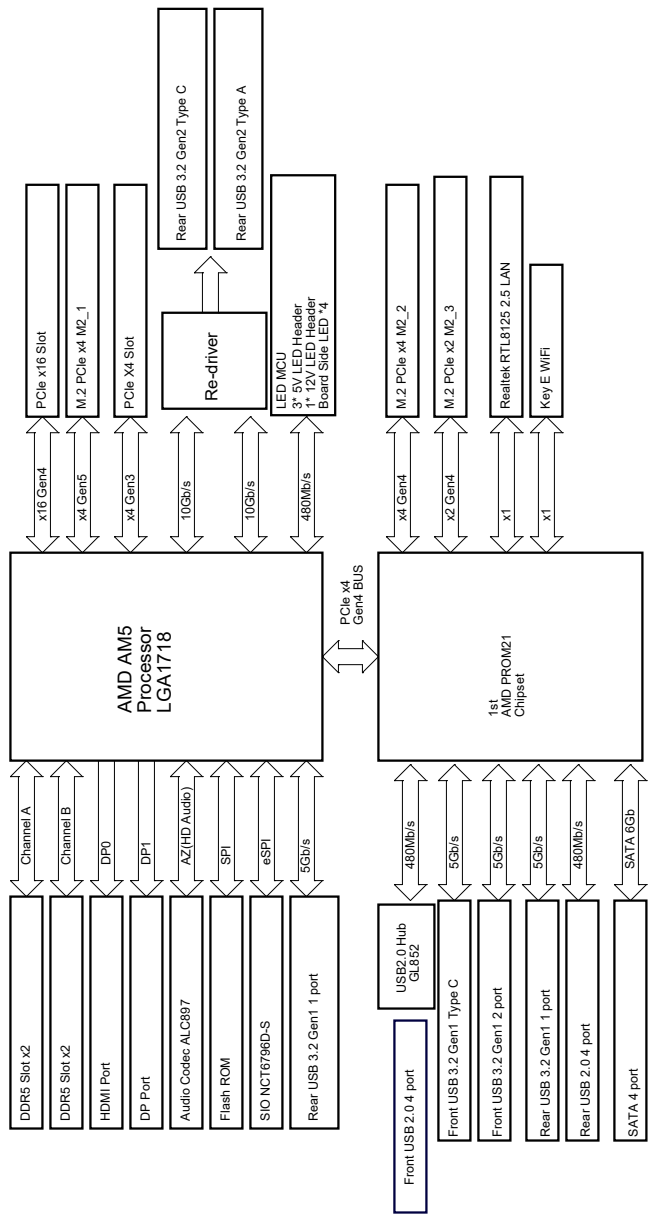 DDR5 Slot x2
Channel A
DDR5 Slot x2
Channel B
HDMI Port
DP0
DP Port
DP1
Audio Codec ALC897
AZ(HD Audio)
Flash ROM
SPI
SIO NCT6796D-S
eSPI
Rear USB 3.2 Gen1 1 port
5Gb/s
AMD AM5
Processor
LGA1718
x16 Gen4
PCIe x16 Slot
x4 Gen5
M.2 PCIe x4 M2_1
x4 Gen3
PCIe X4 Slot
10Gb/s
10Gb/s
Re-driver
Rear USB 3.2 Gen2 Type C
Rear USB 3.2 Gen2 Type A
480Mb/s
LED MCU
3* 5V LED Header
1* 12V LED Header
Board Side LED *4
PCIe x4
Gen4 BUS
Front USB 2.0 4 port
USB2.0 Hub
GL852
480Mb/s
Front USB 3.2 Gen1 Type C
5Gb/s
Front USB 3.2 Gen1 2 port
5Gb/s
Rear USB 3.2 Gen1 1 port
5Gb/s
Rear USB 2.0 4 port
480Mb/s
SATA 4 port
SATA 6Gb
1st
AMD PROM21
Chipset
x4 Gen4
M.2 PCIe x4 M2_2
x2 Gen4
M.2 PCIe x2 M2_3
x1
Realtek RTL8125 2.5 LAN
x1
Key E WiFi